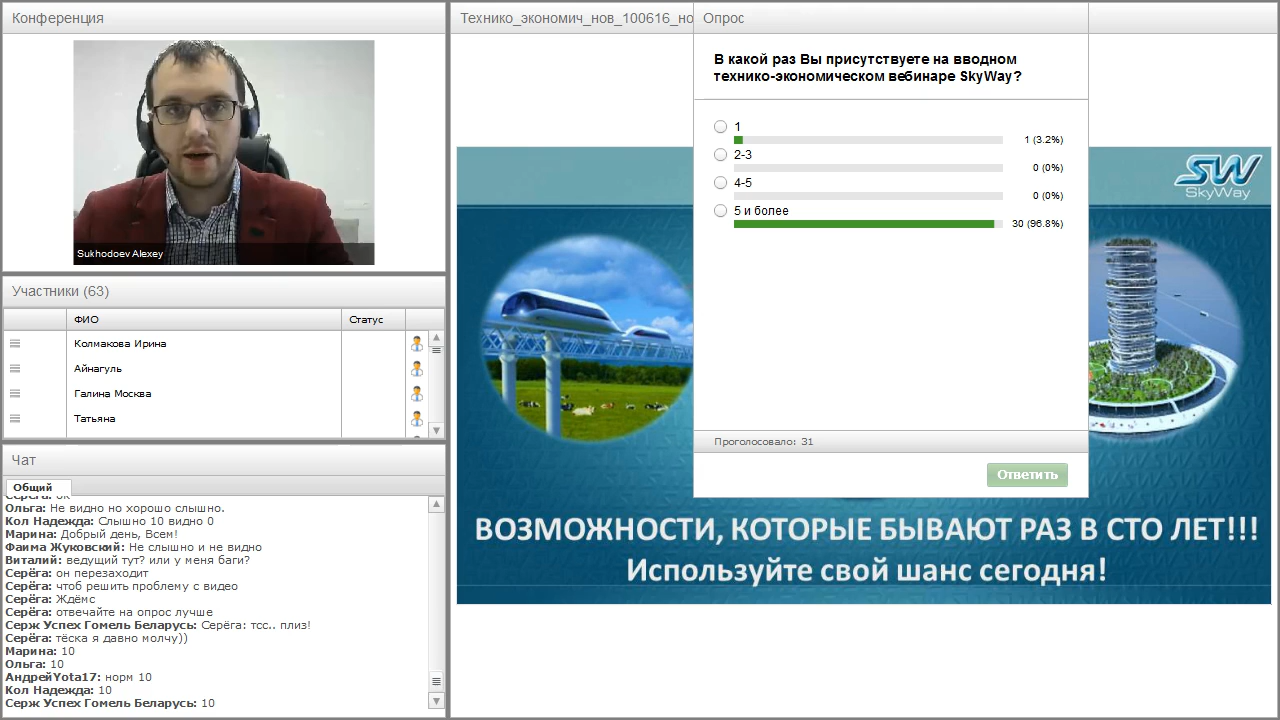 Конференция
Sukhodoev Alexey
Участники (63)
ФИО
Статус
Колмакова Ирина
Айнагуль
Галина Москва
Татьяна
Чат
Общий
Серёга: ок
Ольга: Не видно но хорошо слышно.
Кол Надежда: Слышно 10 видно 0
Марина: Добрый день, Всем!
Фаима Жуковский: Не слышно и не видно
Виталий: ведущий тут? или у меня баги?
Серёга: он перезаходит
Серёга: чтоб решить проблему с видео
Серёга: Ждёмс
Серёга: отвечайте на опрос лучше
Серж Успех Гомель Беларусь: Серёга: тсс.. плиз!
Серёга: тёска я давно молчу))
Марина: 10
Ольга: 10
АндрейYota17: норм 10
Кол Надежда: 10
Серж Успех Гомель Беларусь: 10
Технико_экономич_нов_100616_но
Опрос
В какой раз Вы присутствуете на вводном
технико-экономическом вебинаре SkyWay?
1
1 (3.2%)
2-3
0 (0%)
4-5
0 (0%)
5 и более
30 (96.8%)
Проголосовало: 31
Ответить
SW
SkyWay
ВОЗМОЖНОСТИ, КОТОРЫЕ БЫВАЮТ РАЗ В СТО ЛЕТ!!!
Используйте свой шанс сегодня!